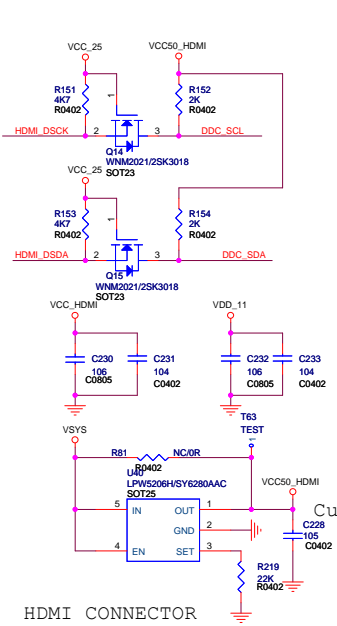 VCC_25
VCC50_HDMI
R151
4K7
R0402
R152
2K
R0402
1
HDMI_DSCK
2
3
DDC_SCL
Q14
WNM2021/2SK3018
SOT23
VCC_25
R153
4K7
R0402
R154
2K
R0402
1
HDMI_DSDA
2
3
DDC_SDA
Q15
WNM2021/2SK3018
SOT23
VCC_HDMI
VDD_11
C230
106
C0805
C231
104
C0402
C232
106
C0805
C233
104
C0402
T63
TEST
1
VSYS
R81
NC/0R
R0402
U40
LPW5206H/SY6280AAC
SOT25
VCC50_HDMI
5
IN
OUT
1
GND
2
4
EN
SET
3
Cu
C228
105
C0402
R219
22K
R0402
HDMI CONNECTOR